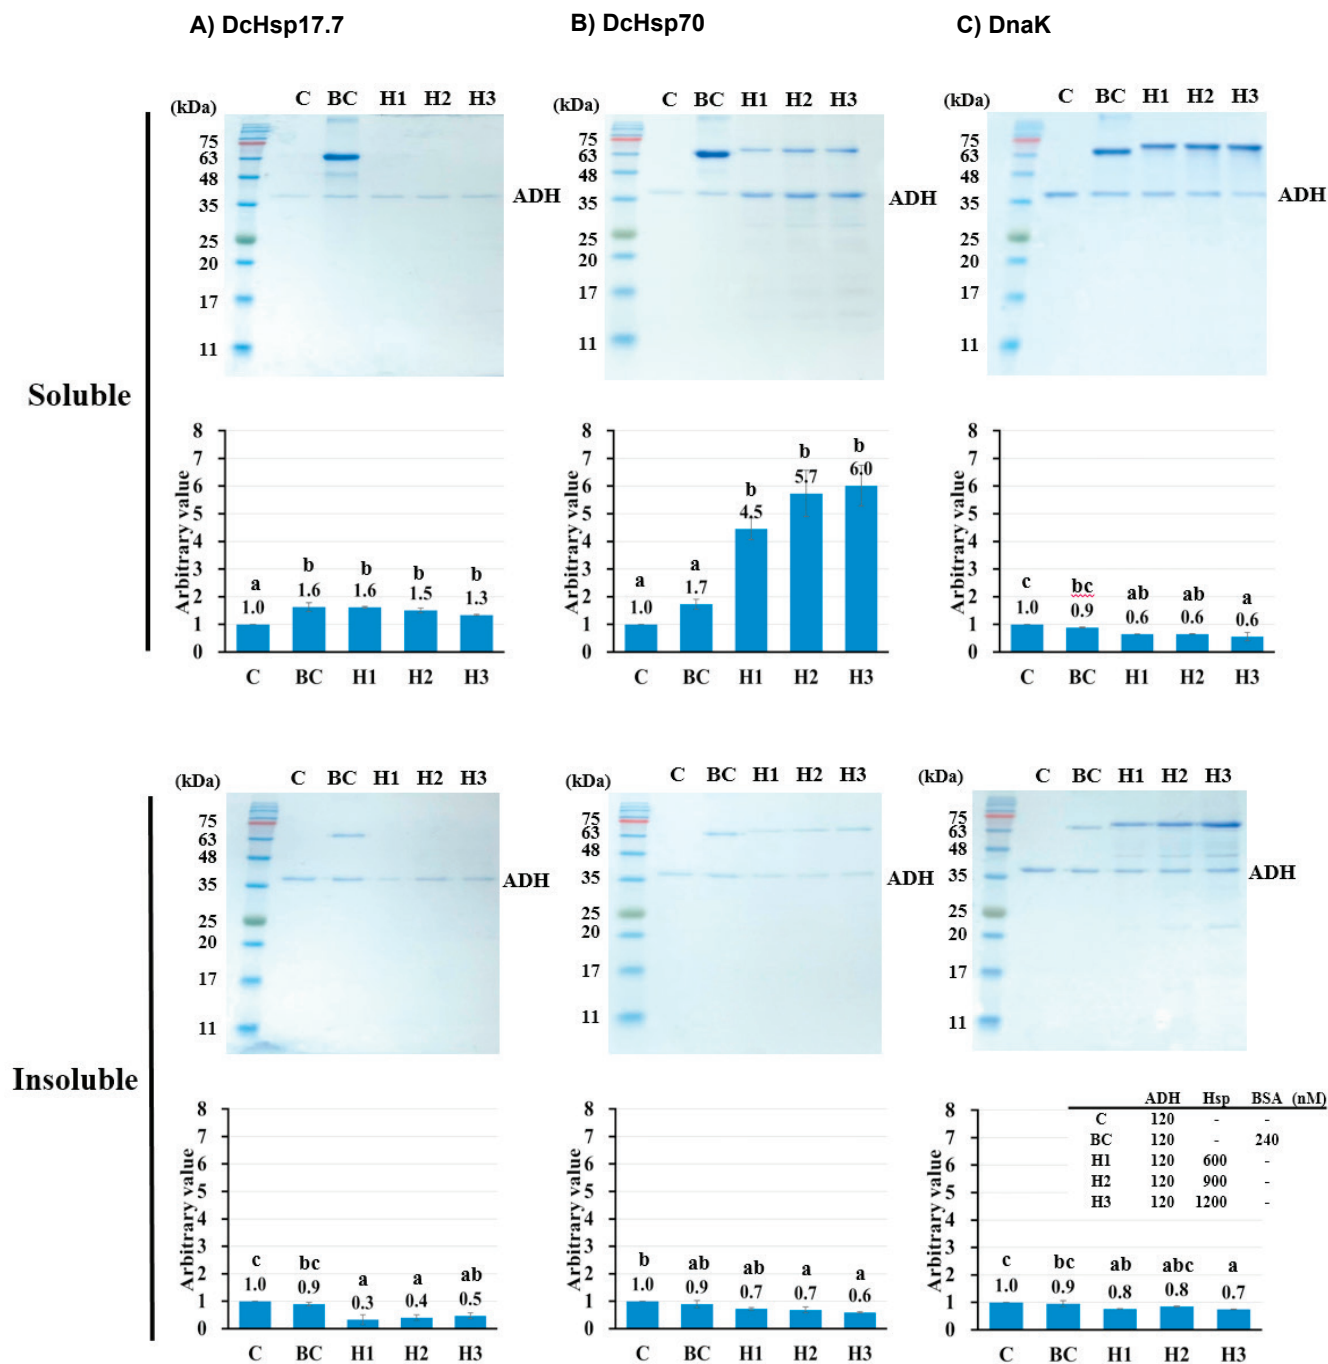 A) DcHsp17.7
B) DcHsp70
C) DnaK
Soluble
(kDa) C BC H1 H2 H3
75
63
48
35
25
20
17
11
ADH
(kDa) C BC H1 H2 H3
75
63
48
35
25
20
17
11
ADH
(kDa) C BC H1 H2 H3
75
63
48
35
25
20
17
11
ADH
Arbitrary value
8
7
6
5
4
3
2
1
0
a b b b b
1.0 1.6 1.6 1.5 1.3
C BC H1 H2 H3
Arbitrary value
8
7
6
5
4
3
2
1
0
a a b b b
1.0 1.7 4.5 5.7 6.0
C BC H1 H2 H3
Arbitrary value
8
7
6
5
4
3
2
1
0
c bc ab ab a
1.0 0.9 0.6 0.6 0.6
C BC H1 H2 H3
Insoluble
(kDa) C BC H1 H2 H3
75
63
48
35
25
20
17
11
ADH
(kDa) C BC H1 H2 H3
75
63
48
35
25
20
17
11
ADH
(kDa) C BC H1 H2 H3
75
63
48
35
25
20
17
11
ADH
Arbitrary value
8
7
6
5
4
3
2
1
0
c bc a a ab
1.0 0.9 0.3 0.4 0.5
C BC H1 H2 H3
Arbitrary value
8
7
6
5
4
3
2
1
0
b ab ab a a
1.0 0.9 0.7 0.7 0.6
C BC H1 H2 H3
Arbitrary value
8
7
6
5
4
3
2
1
0
ADH Hsp BSA (nM)
C 120 - -
BC 120 - 240
H1 120 600 -
H2 120 900 -
H3 120 1200 -
c bc ab abc a
1.0 0.9 0.8 0.8 0.7
C BC H1 H2 H3